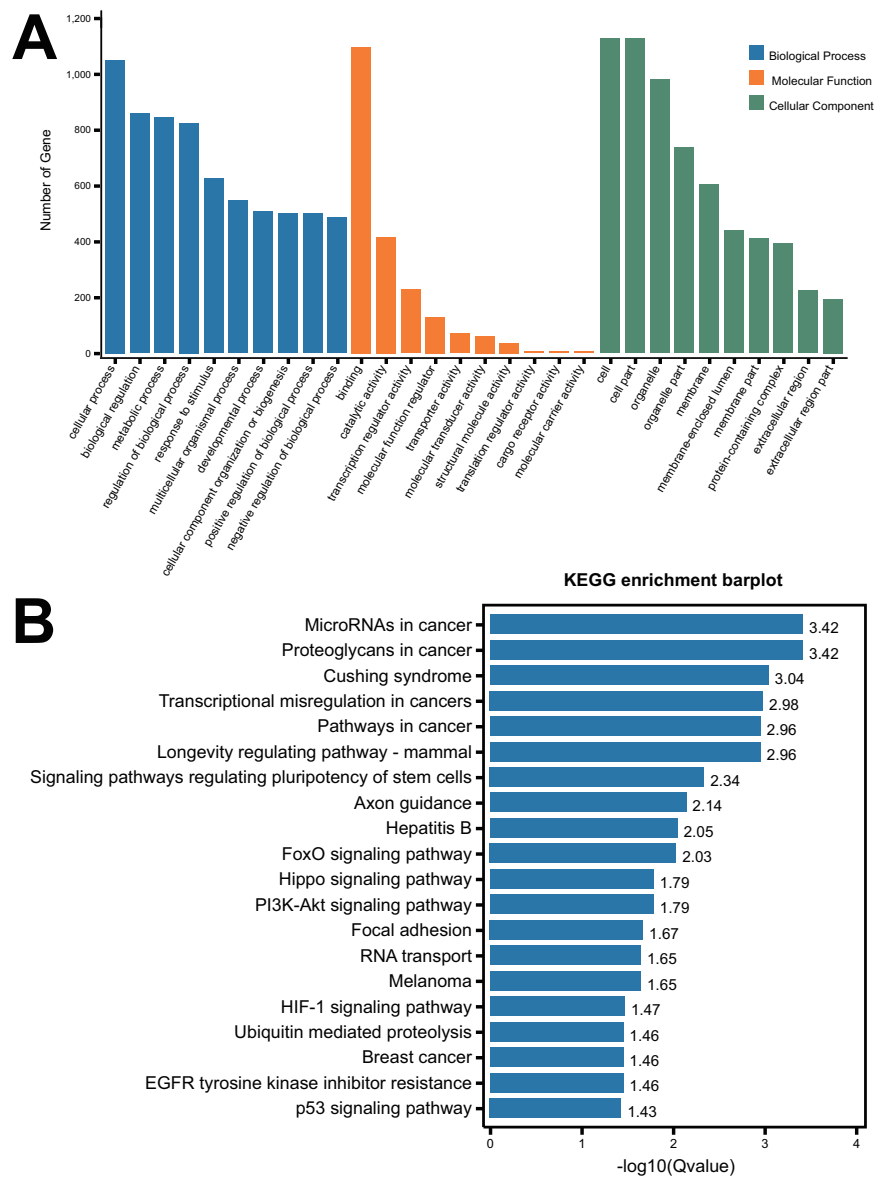 A
1,200
1,000
800
600
400
200
0
Number of Gene
Biological Process
Molecular Function
Cellular Component
cellular process
biological regulation
metabolic process
regulation of biological process
response to stimulus
multicellular organismal process
developmental process
cellular component organization or biogenesis
positive regulation of biological process
negative regulation of biological process
binding
catalytic activity
transcription regulator activity
molecular function regulator
transporter activity
molecular transducer activity
structural molecule activity
translation regulator activity
cargo receptor activity
molecular carrier activity
cell
cell part
organelle
organelle part
membrane
membrane-enclosed lumen
membrane part
protein-containing complex
extracellular region
extracellular region part
B
KEGG enrichment barplot
MicroRNAs in cancer 3.42
Proteoglycans in cancer 3.42
Cushing syndrome 3.04
Transcriptional misregulation in cancers 2.98
Pathways in cancer 2.96
Longevity regulating pathway - mammal 2.96
Signaling pathways regulating pluripotency of stem cells 2.34
Axon guidance 2.14
Hepatitis B 2.05
FoxO signaling pathway 2.03
Hippo signaling pathway 1.79
PI3K-Akt signaling pathway 1.79
Focal adhesion 1.67
RNA transport 1.65
Melanoma 1.65
HIF-1 signaling pathway 1.47
Ubiquitin mediated proteolysis 1.46
Breast cancer 1.46
EGFR tyrosine kinase inhibitor resistance 1.46
p53 signaling pathway 1.43
0 1 2 3 4
-log10(Qvalue)